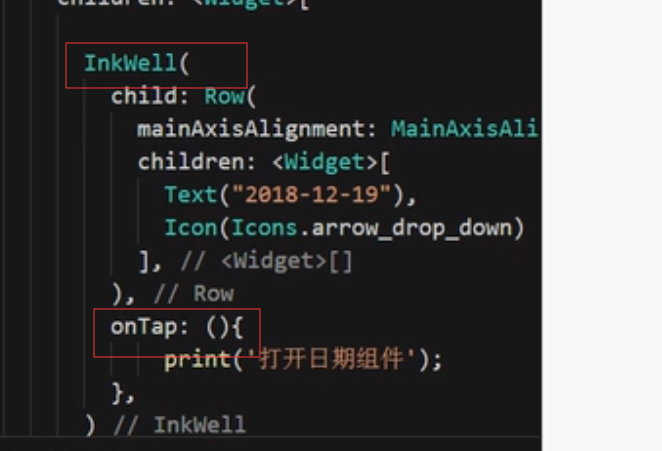 children: <Widget>[
InkWell(
child: Row(
mainAxisAlignment: MainAxisAli
children: <Widget>[
Text("2018-12-19"),
Icon(Icons.arrow_drop_down)
], // <Widget>[]
), // Row
onTap: (){
print('打开日期组件');
},
) // InkWell